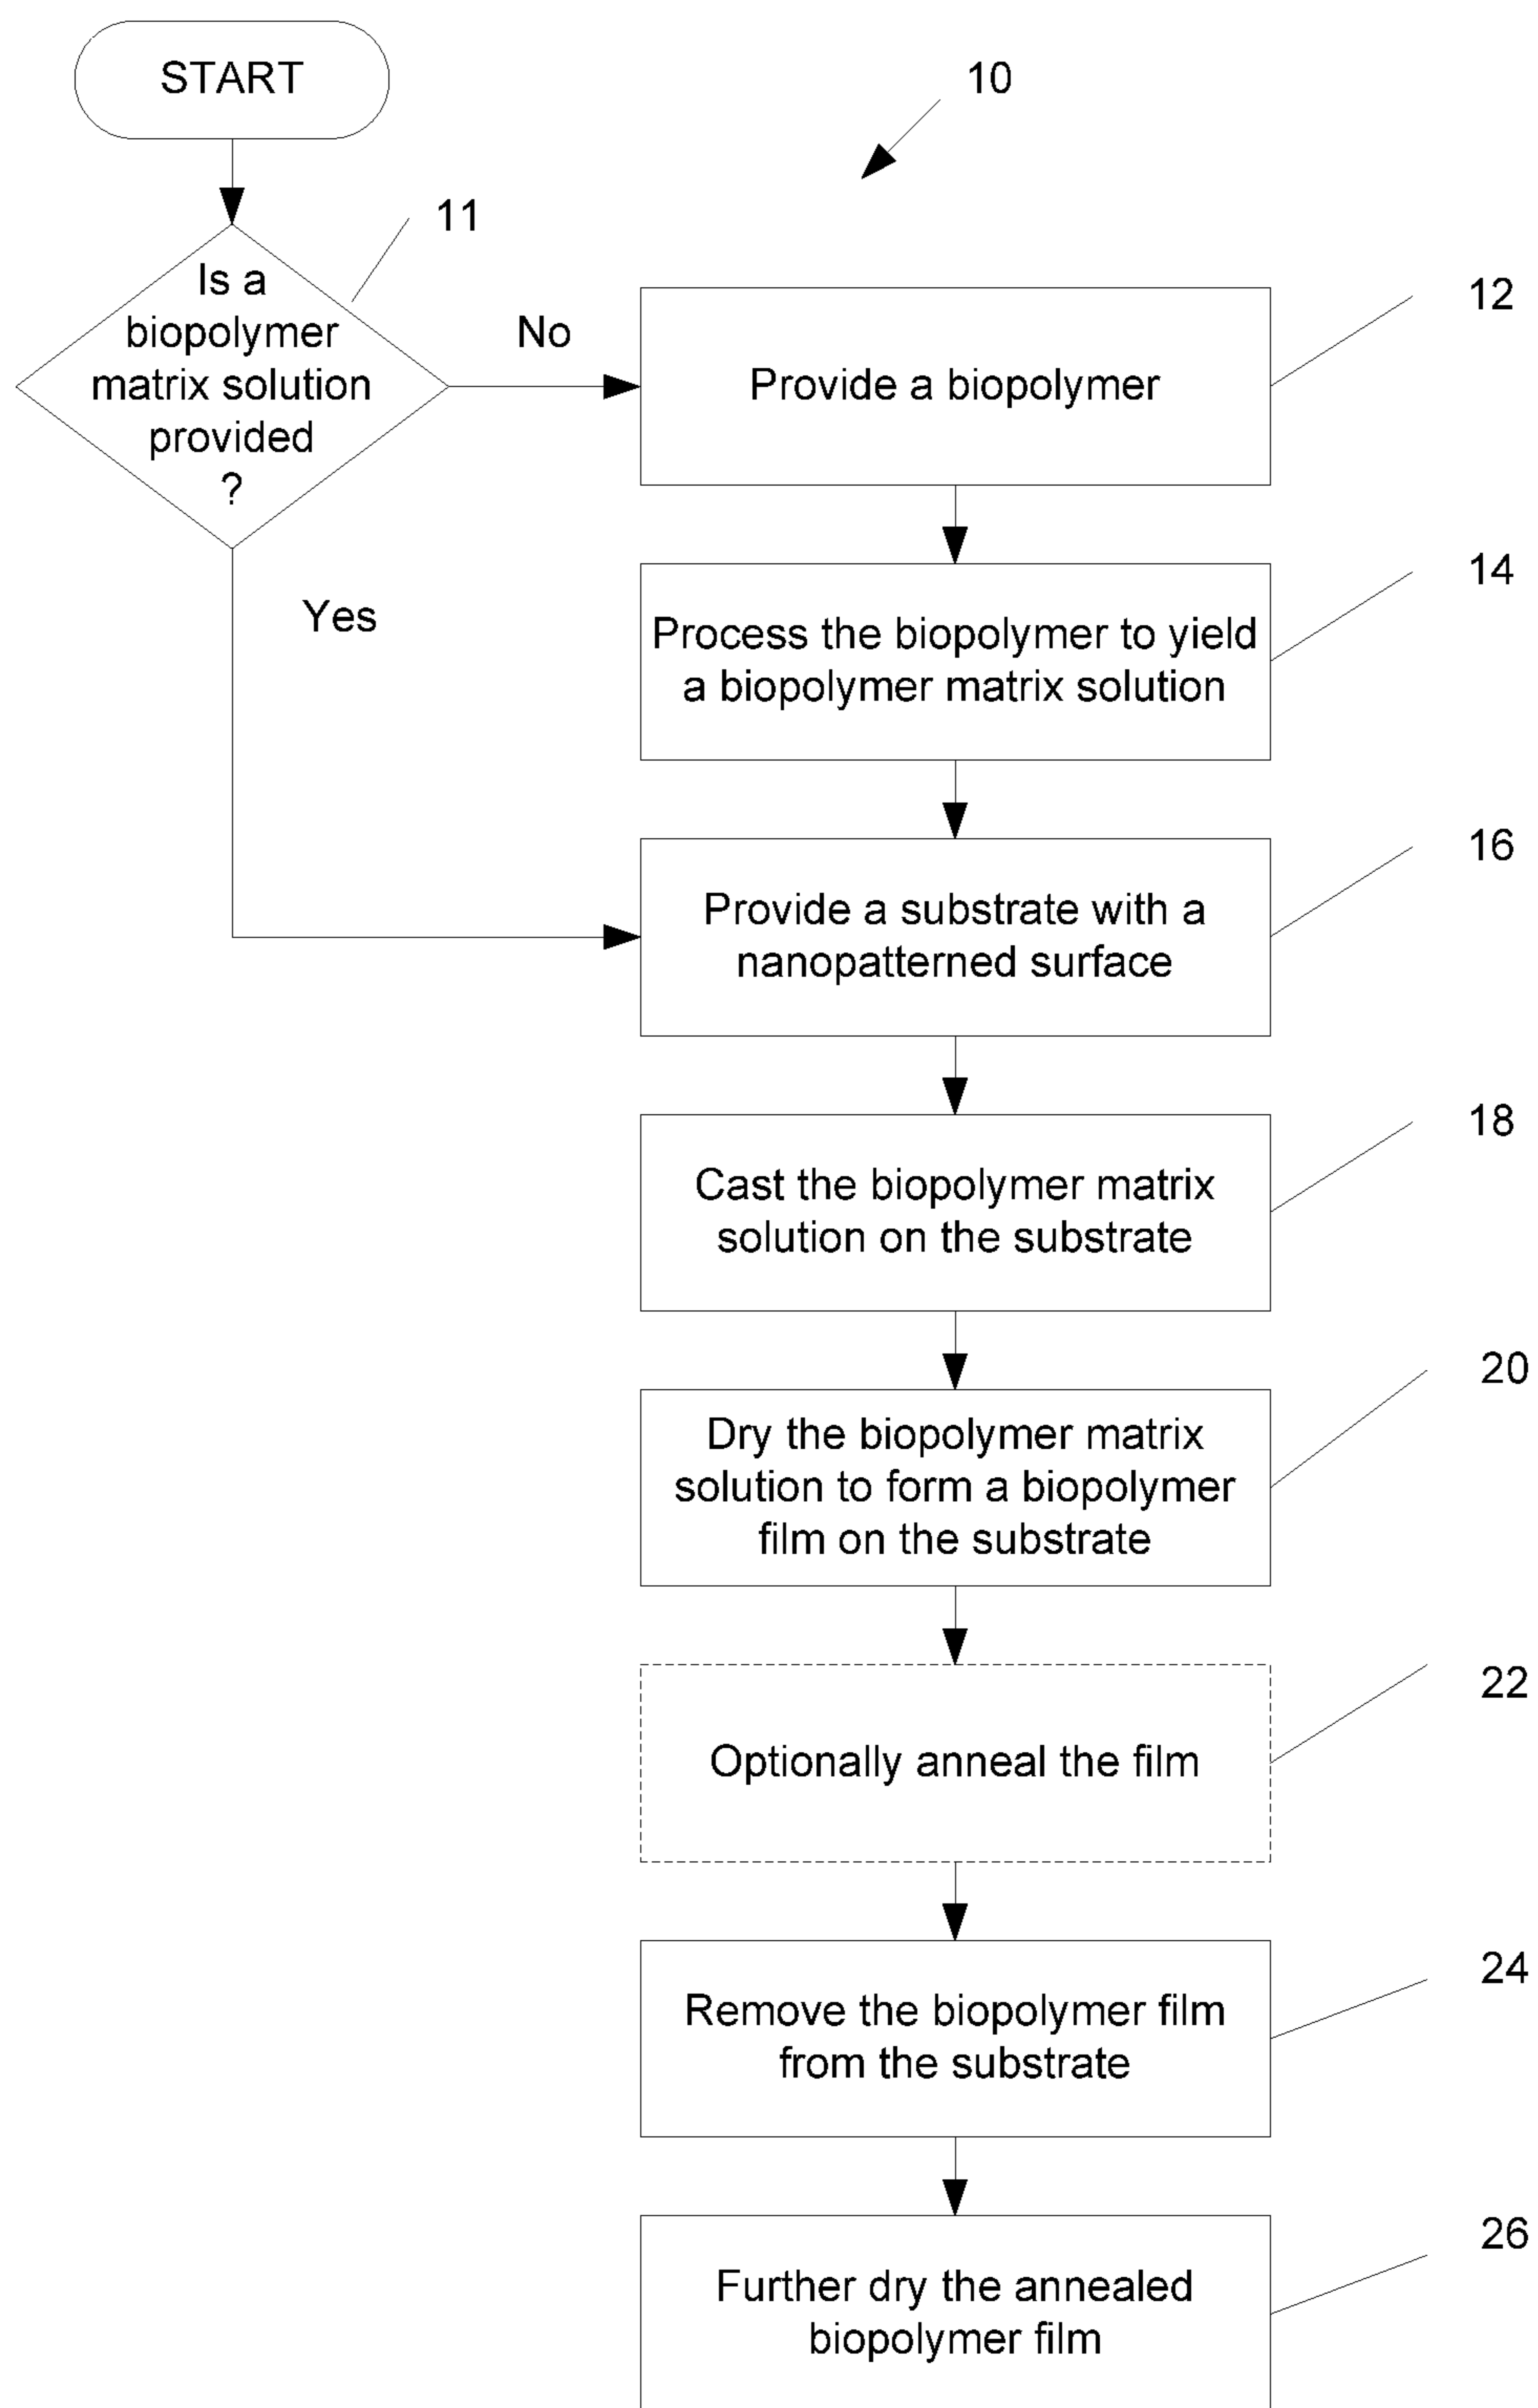 START
10
11
Is a
biopolymer
matrix solution
provided
?
No
Yes
12
Provide a biopolymer
14
Process the biopolymer to yield
a biopolymer matrix solution
16
Provide a substrate with a
nanopatterned surface
18
Cast the biopolymer matrix
solution on the substrate
20
Dry the biopolymer matrix
solution to form a biopolymer
film on the substrate
22
Optionally anneal the film
24
Remove the biopolymer film
from the substrate
26
Further dry the annealed
biopolymer film